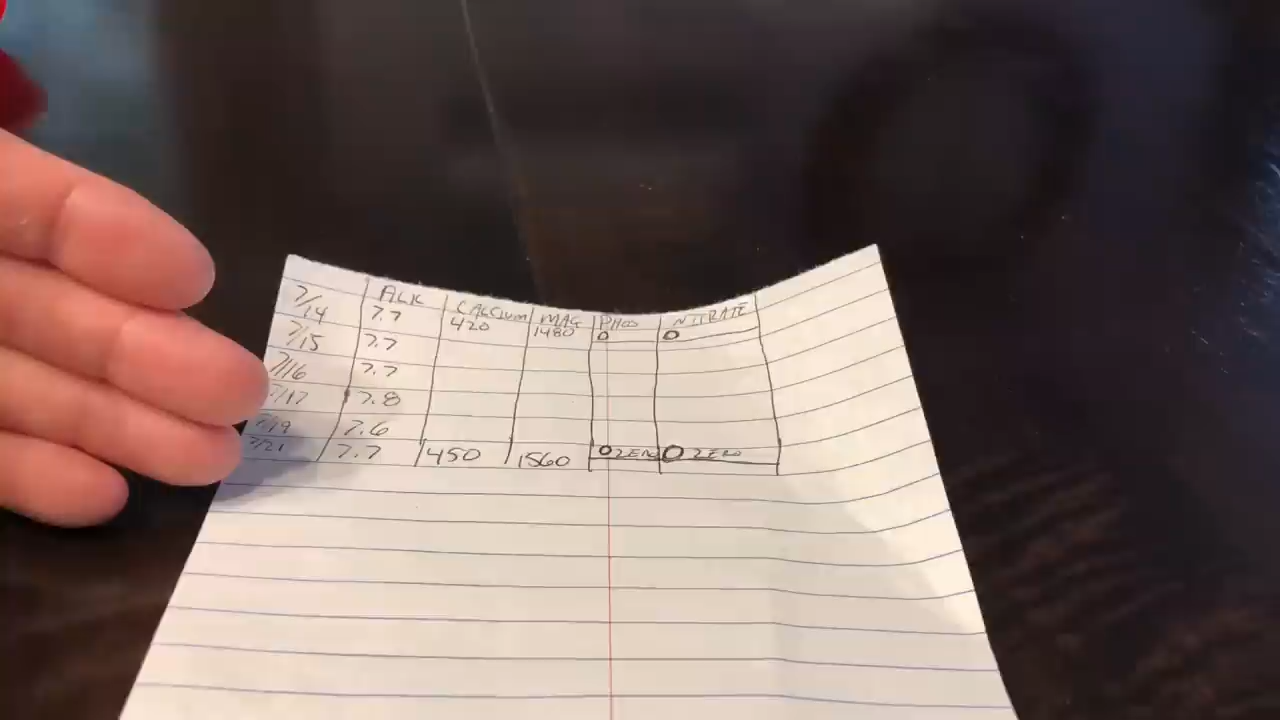 ALK CALCIUM MAG PHOS NITRATE
7/14 7.7 420 1480 0 0
7/15 7.7
7/16 7.7
7/17 7.8
7/19 7.6
7/21 7.7 450 1560 0 ZERO 0 ZERO